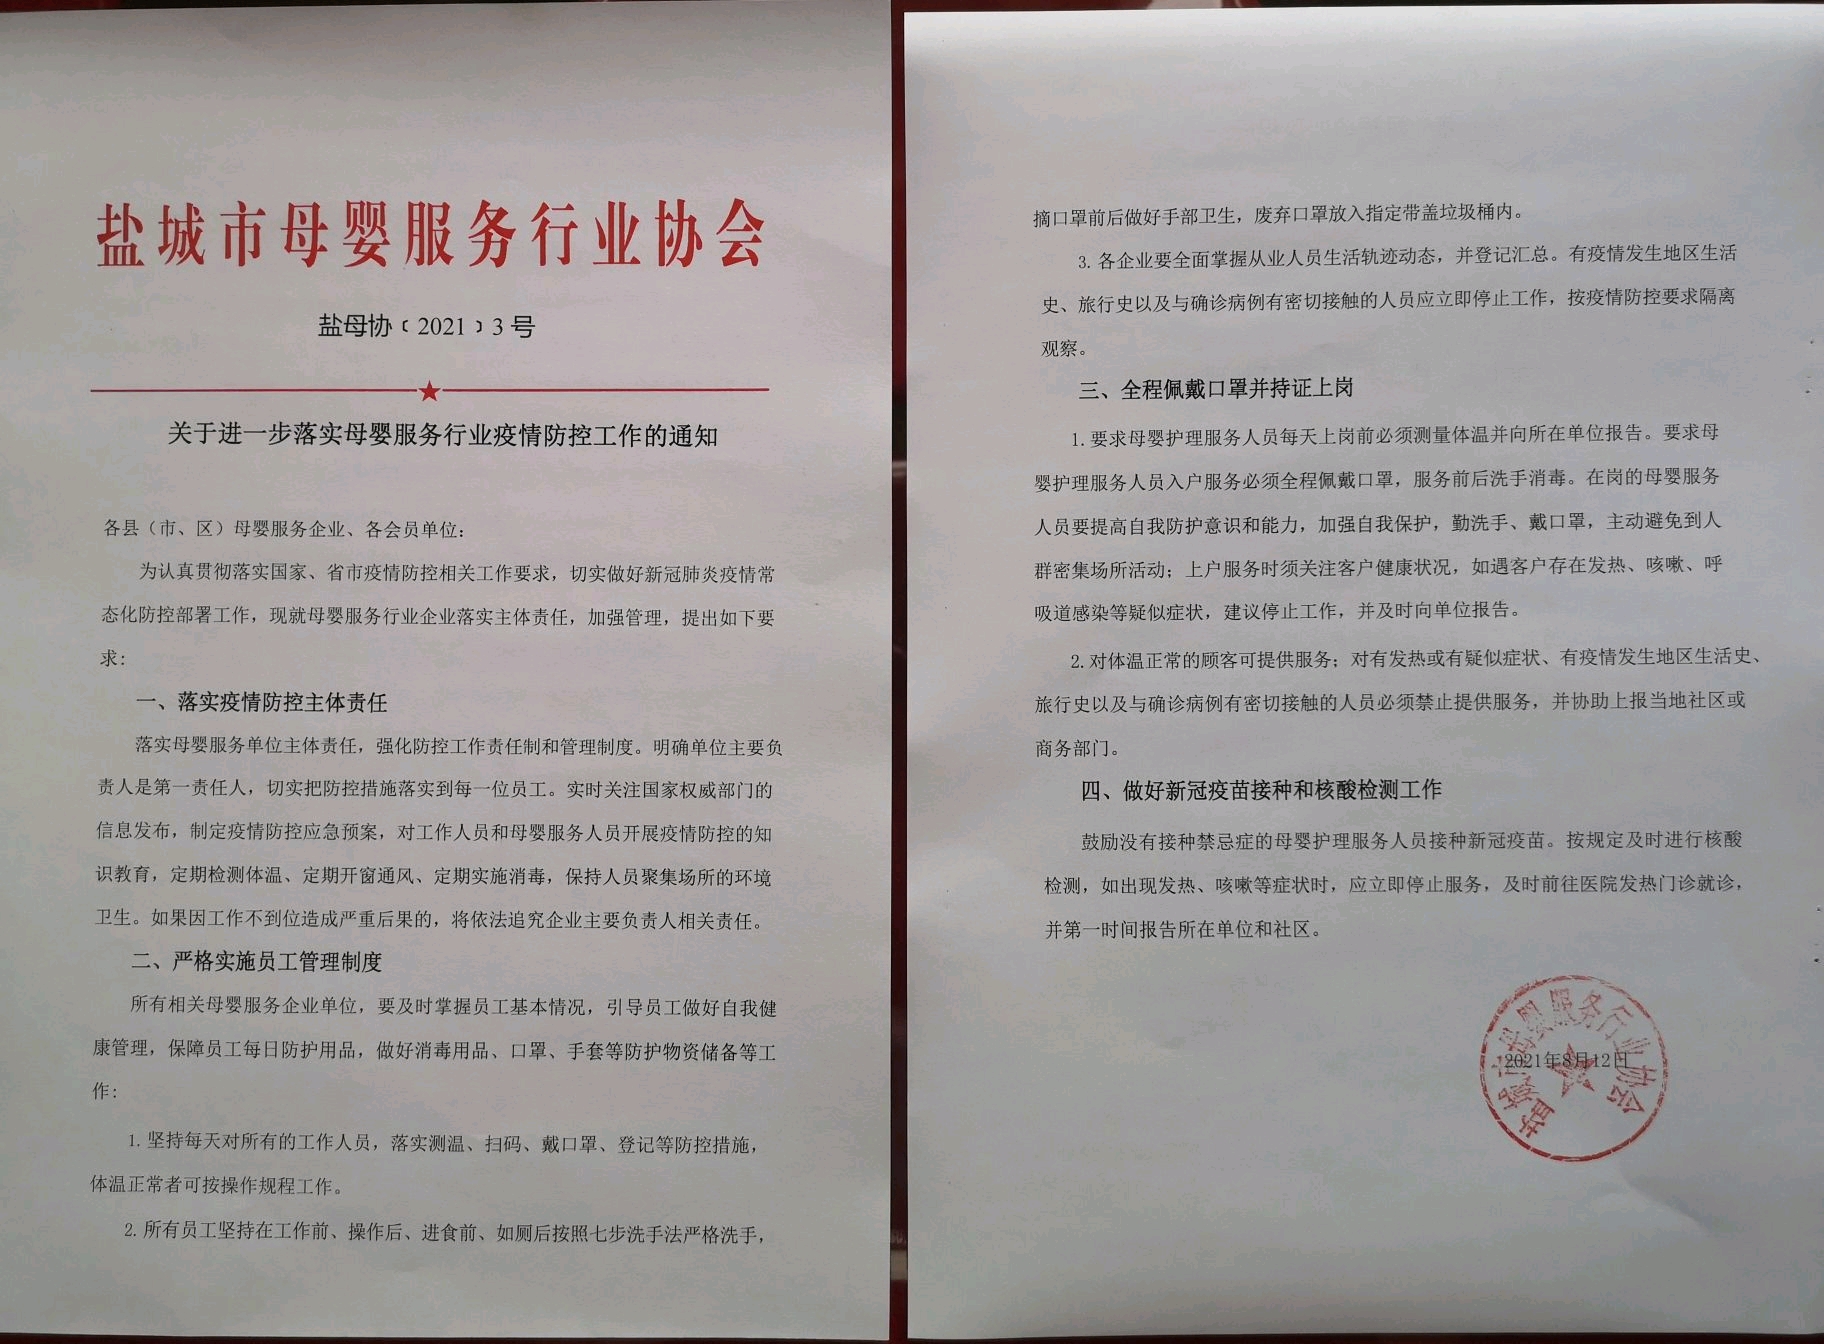 盐城市母婴服务行业协会
盐母协﹝2021﹞3号
关于进一步落实母婴服务行业疫情防控工作的通知
各县（市、区）母婴服务企业、各会员单位：
为认真贯彻落实国家、省市疫情防控相关工作要求，切实做好新冠肺炎疫情常
态化防控部署工作，现就母婴服务行业企业落实主体责任，加强管理，提出如下要
求：
一、落实疫情防控主体责任
落实母婴服务单位主体责任，强化防控工作责任制和管理制度。明确单位主要负
责人是第一责任人，切实把防控措施落实到每一位员工。实时关注国家权威部门的
信息发布，制定疫情防控应急预案，对工作人员和母婴服务人员开展疫情防控的知
识教育，定期检测体温、定期开窗通风、定期实施消毒，保持人员聚集场所的环境
卫生。如果因工作不到位造成严重后果的，将依法追究企业主要负责人相关责任。
二、严格实施员工管理制度
所有相关母婴服务企业单位，要及时掌握员工基本情况，引导员工做好自我健
康管理，保障员工每日防护用品，做好消毒用品、口罩、手套等防护物资储备等工
作：
1.坚持每天对所有的工作人员，落实测温、扫码、戴口罩、登记等防控措施，
体温正常者可按操作规程工作。
2.所有员工坚持在工作前、操作后、进食前、如厕后按照七步洗手法严格洗手，
摘口罩前后做好手部卫生，废弃口罩放入指定带盖垃圾桶内。
3.各企业要全面掌握从业人员生活轨迹动态，并登记汇总。有疫情发生地区生活
史、旅行史以及与确诊病例有密切接触的人员应立即停止工作，按疫情防控要求隔离
观察。
三、全程佩戴口罩并持证上岗
1.要求母婴护理服务人员每天上岗前必须测量体温并向所在单位报告。要求母
婴护理服务人员入户服务必须全程佩戴口罩，服务前后洗手消毒。在岗的母婴服务
人员要提高自我防护意识和能力，加强自我保护，勤洗手、戴口罩，主动避免到人
群密集场所活动；上户服务时须关注客户健康状况，如遇客户存在发热、咳嗽、呼
吸道感染等疑似症状，建议停止工作，并及时向单位报告。
2.对体温正常的顾客可提供服务；对有发热或有疑似症状、有疫情发生地区生活史、
旅行史以及与确诊病例有密切接触的人员必须禁止提供服务，并协助上报当地社区或
商务部门。
四、做好新冠疫苗接种和核酸检测工作
鼓励没有接种禁忌症的母婴护理服务人员接种新冠疫苗。按规定及时进行核酸
检测，如出现发热、咳嗽等症状时，应立即停止服务，及时前往医院发热门诊就诊，
并第一时间报告所在单位和社区。
盐城市母婴服务行业协会
2021年8月12日